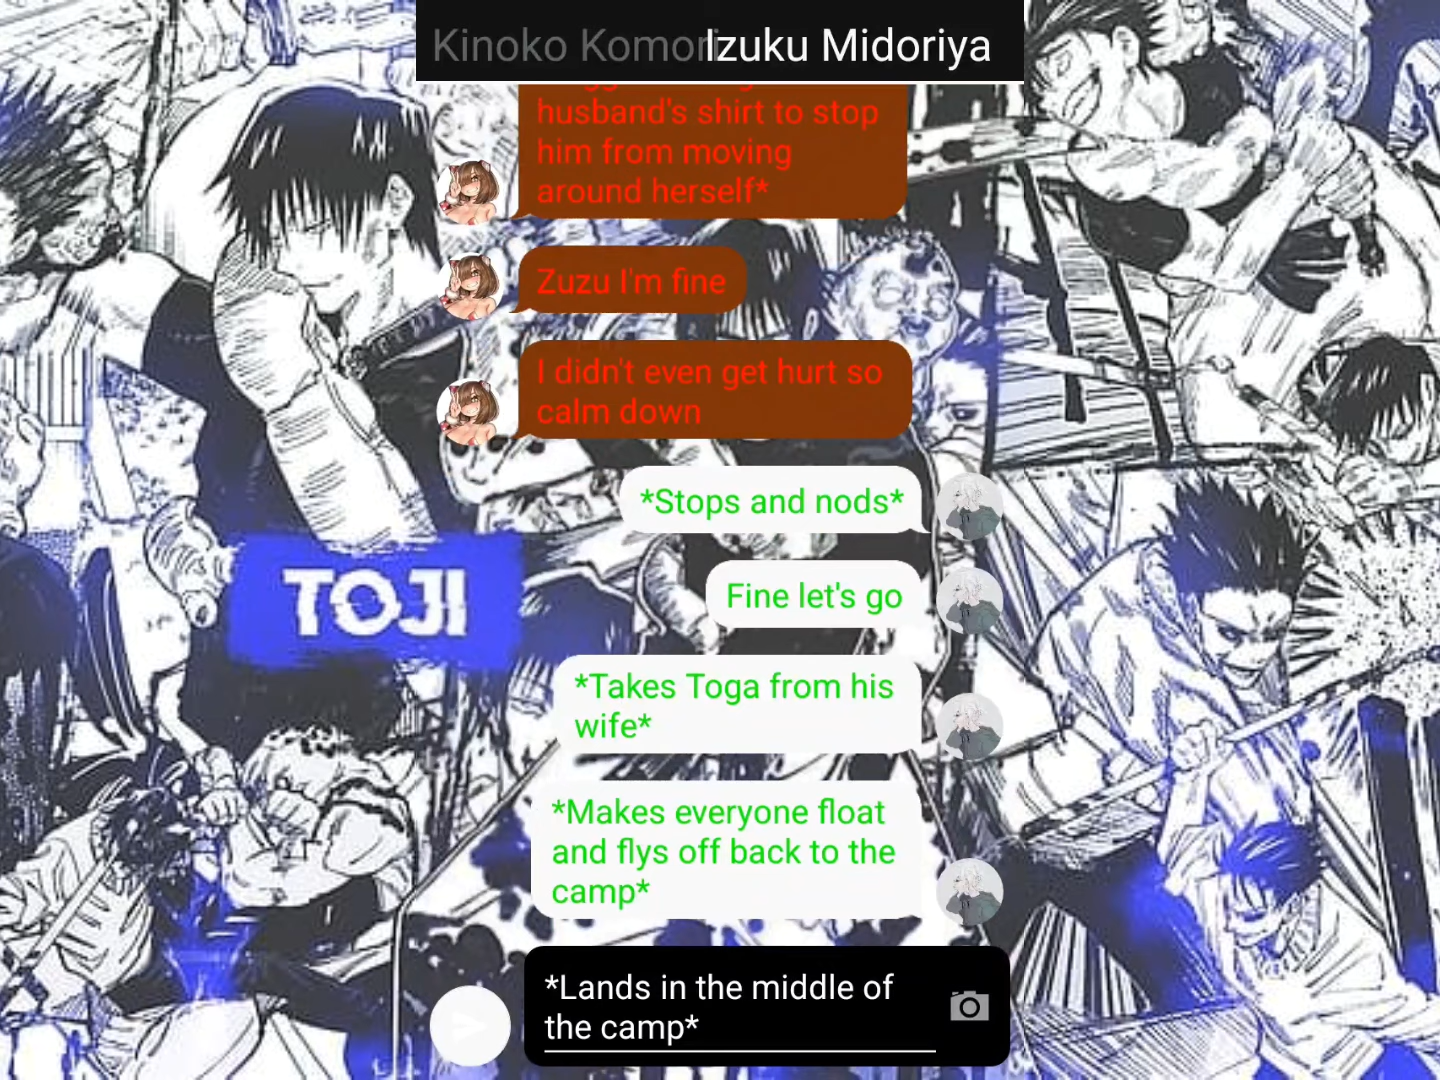 Kinoko Komori Izuku Midoriya
husband's shirt to stop
him from moving
around herself*
Zuzu I'm fine
I didn't even get hurt so
calm down
*Stops and nods*
Fine let's go
*Takes Toga from his
wife*
*Makes everyone float
and flys off back to the
camp*
TOJI
*Lands in the middle of
the camp*